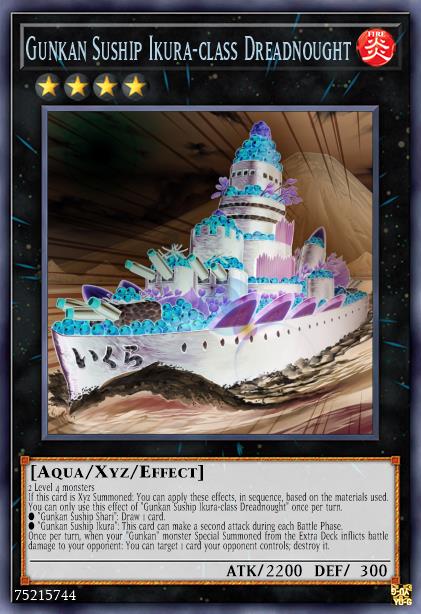 Gunkan Suship Ikura-class Dreadnought
FIRE
炎
いくら
[Aqua/Xyz/Effect]
2 Level 4 monsters
If this card is Xyz Summoned: You can apply these effects, in sequence, based on the materials used.
You can only use this effect of "Gunkan Suship Ikura-class Dreadnought" once per turn.
● "Gunkan Suship Shari": Draw 1 card.
● "Gunkan Suship Ikura": This card can make a second attack during each Battle Phase.
Once per turn, when your "Gunkan" monster Special Summoned from the Extra Deck inflicts battle
damage to your opponent: You can target 1 card your opponent controls; destroy it.
ATK/2200 DEF/ 300
75215744